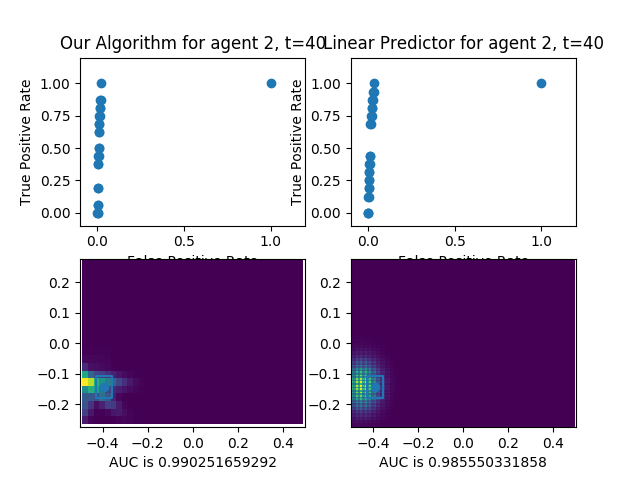 Our Algorithm for agent 2, t=40
Linear Predictor for agent 2, t=40
True Positive Rate
1.00
0.75
0.50
0.25
0.00
0.0 0.5 1.0
False Positive Rate
True Positive Rate
1.00
0.75
0.50
0.25
0.00
0.0 0.5 1.0
False Positive Rate
0.2
0.1
0.0
−0.1
−0.2
−0.4 −0.2 0.0 0.2 0.4
AUC is 0.990251659292
0.2
0.1
0.0
−0.1
−0.2
−0.4 −0.2 0.0 0.2 0.4
AUC is 0.985550331858